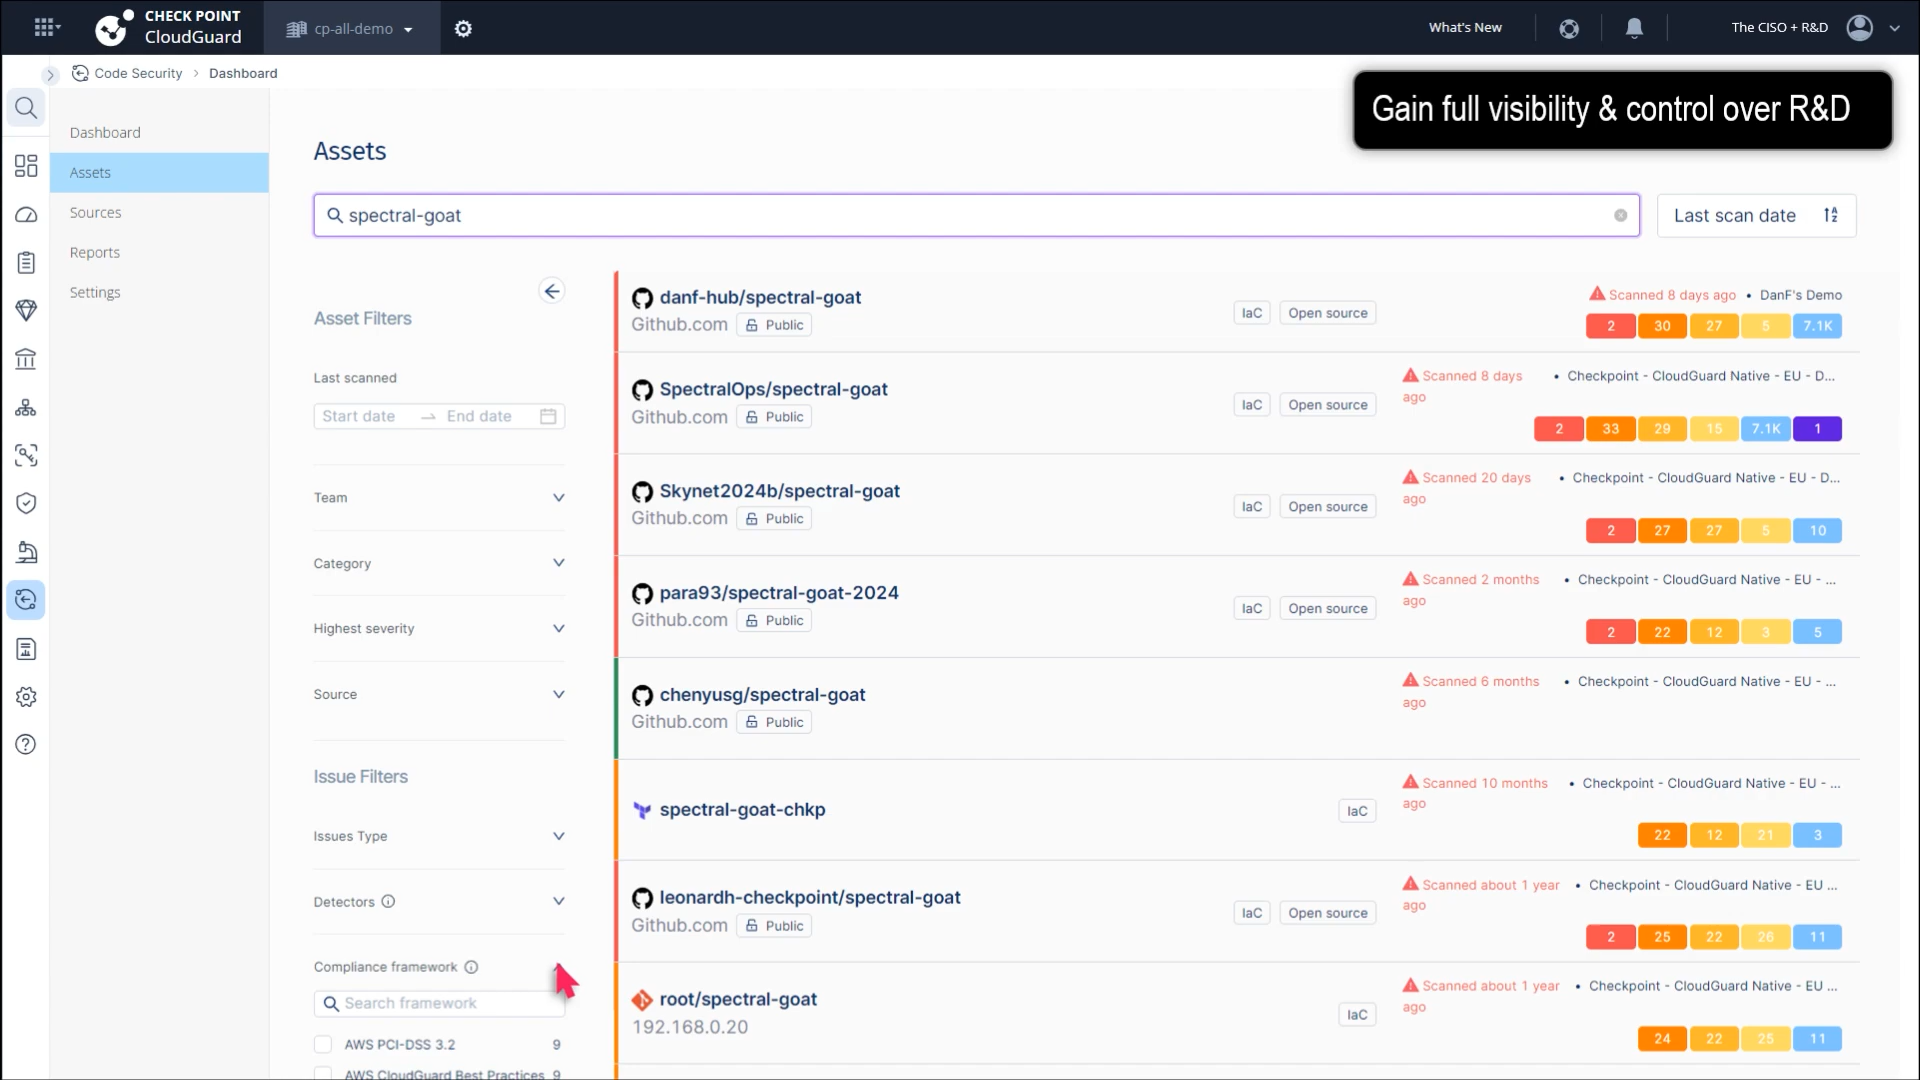 CHECK POINT
CloudGuard
cp-all-demo
What's New
The CISO + R&D
Code Security > Dashboard
Gain full visibility & control over R&D
Dashboard
Assets
Sources
Reports
Settings
Assets
spectral-goat
Last scan date
Asset Filters
Last scanned
Start date → End date
Team
Category
Highest severity
Source
Issue Filters
Issues Type
Detectors
Compliance framework
Search framework
AWS PCI-DSS 3.2 9
AWS CloudGuard Best Practices 9
danf-hub/spectral-goat
Github.com Public
IaC Open source
Scanned 8 days ago • DanF's Demo
2 30 27 5 7.1K
SpectralOps/spectral-goat
Github.com Public
IaC Open source
Scanned 8 days • Checkpoint - CloudGuard Native - EU - D...
ago
2 33 29 15 7.1K 1
Skynet2024b/spectral-goat
Github.com Public
IaC Open source
Scanned 20 days • Checkpoint - CloudGuard Native - EU - D...
ago
2 27 27 5 10
para93/spectral-goat-2024
Github.com Public
IaC Open source
Scanned 2 months • Checkpoint - CloudGuard Native - EU - ...
ago
2 22 12 3 5
chenyusg/spectral-goat
Github.com Public
Scanned 6 months • Checkpoint - CloudGuard Native - EU - ...
ago
spectral-goat-chkp
IaC
Scanned 10 months • Checkpoint - CloudGuard Native - EU - ...
ago
22 12 21 3
leonardh-checkpoint/spectral-goat
Github.com Public
IaC Open source
Scanned about 1 year • Checkpoint - CloudGuard Native - EU ...
ago
2 25 22 26 11
root/spectral-goat
192.168.0.20
IaC
Scanned about 1 year • Checkpoint - CloudGuard Native - EU ...
ago
24 22 25 11